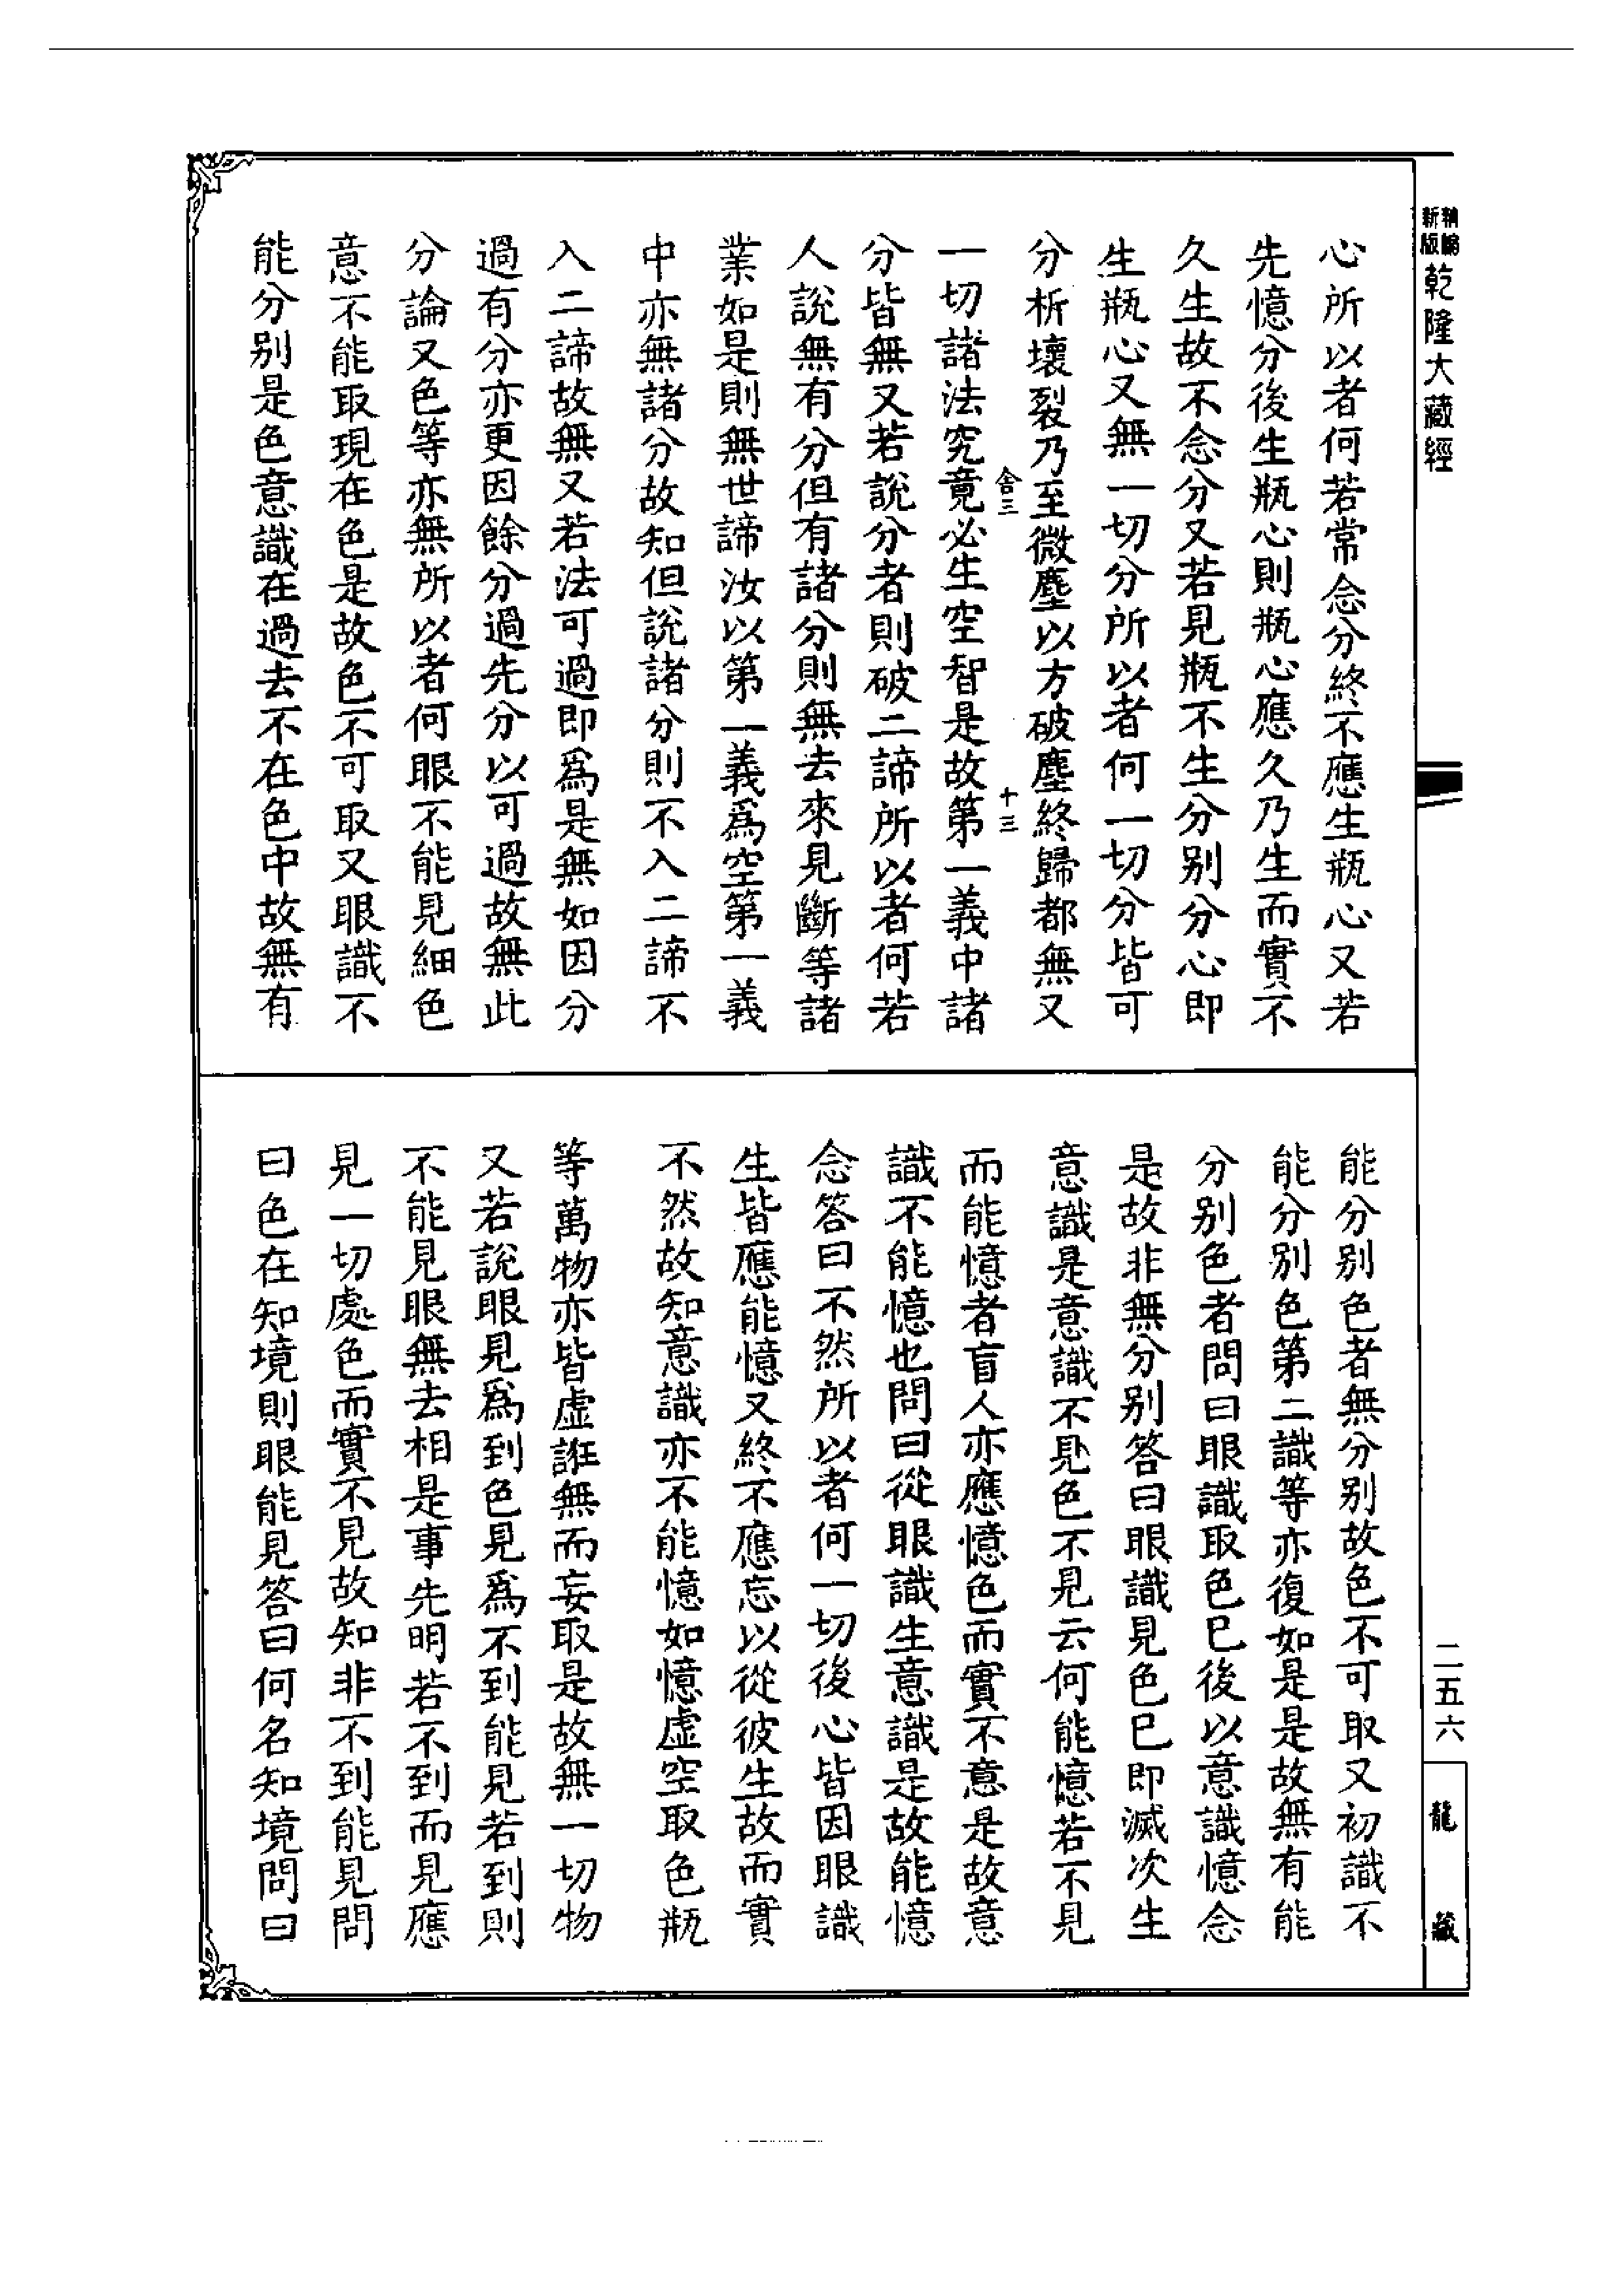 新版精縮乾隆大藏經
心所以者何若常念分終不應生瓶心又若
先憶分後生瓶心則瓶心應久乃生而實不
久生故不念分又若見瓶不生分别分心即
生瓶心又無一切分所以者何一切分皆可
分析壞裂乃至微塵以方破塵終歸都無又
舍三 十三
一切諸法究竟必生空智是故第一義中諸
分皆無又若說分者則破二諦所以者何若
人說無有分但有諸分則無去來見斷等諸
業如是則無世諦汝以第一義爲空第一義
中亦無諸分故知但說諸分則不入二諦不
入二諦故無又若法可過即爲是無如因分
過有分亦更因餘分過先分以可過故無此
分論又色等亦無所以者何眼不能見細色
意不能取現在色是故色不可取又眼識不
能分别是色意識在過去不在色中故無有
能分别色者無分别故色不可取又初識不
能分别色第二識等亦復如是是故無有能
分别色者問曰眼識取色已後以意識憶念
是故非無分别答曰眼識見色已即滅次生
意識是意識不見色不見云何能憶若不見
而能憶者盲人亦應憶色而實不意是故意
識不能憶也問曰從眼識生意識是故能憶
念答曰不然所以者何一切後心皆因眼識
生皆應能憶又終不應忘以從彼生故而實
不然故知意識亦不能憶如憶虛空取色瓶
等萬物亦皆虛誑無而妄取是故無一切物
又若說眼見爲到色見爲不到能見若到則
不能見眼無去相是事先明若不到而見應
見一切處色而實不見故知非不到能見問
曰色在知境則眼能見答曰何名知境問曰
二五六
龍藏